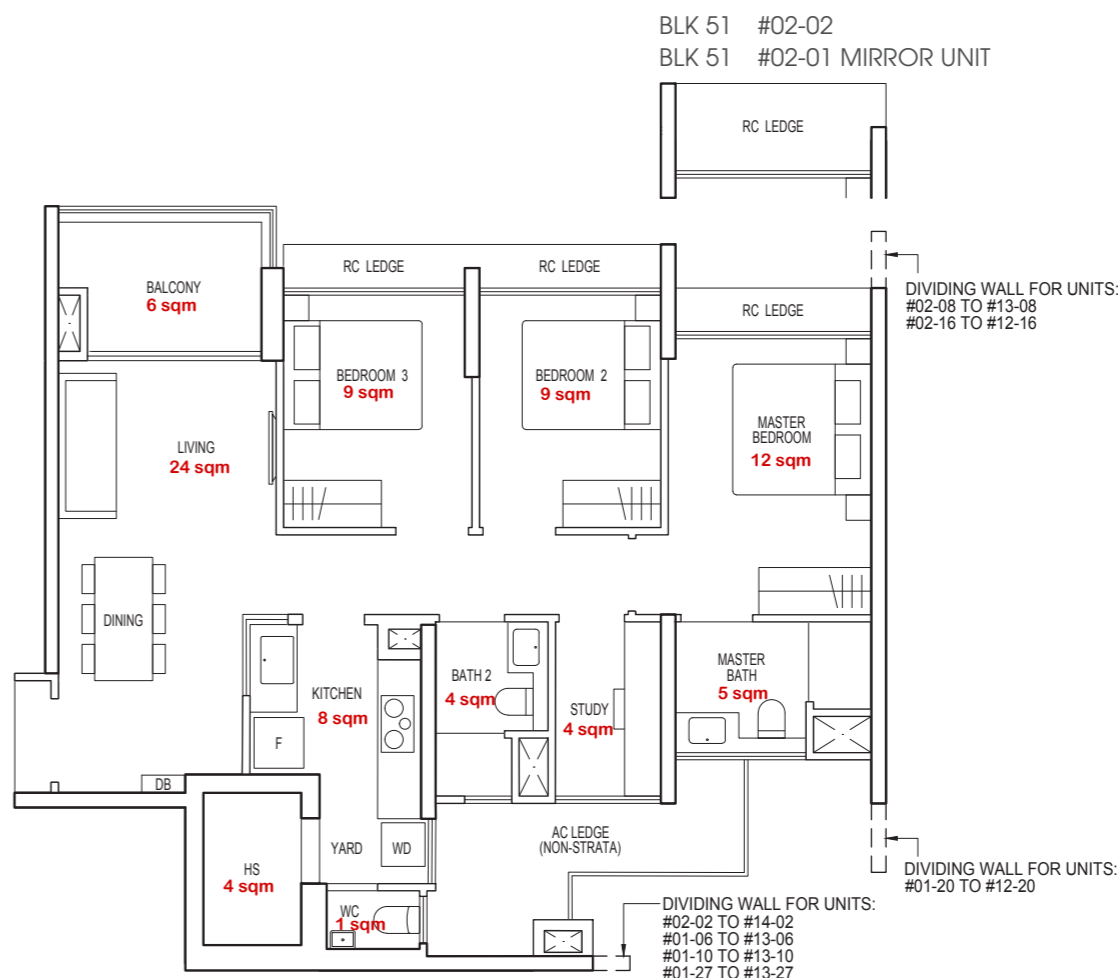 BLK 51 #02-02
BLK 51 #02-01 MIRROR UNIT
RC LEDGE
DIVIDING WALL FOR UNITS:
#02-08 TO #13-08
#02-16 TO #12-16
BALCONY
6 sqm
RC LEDGE
RC LEDGE
RC LEDGE
BEDROOM 3
9 sqm
BEDROOM 2
9 sqm
MASTER
BEDROOM
12 sqm
LIVING
24 sqm
DINING
KITCHEN
8 sqm
F
BATH 2
4 sqm
STUDY
4 sqm
MASTER
BATH
5 sqm
DB
HS
4 sqm
YARD
WD
WC
1 sqm
AC LEDGE
(NON-STRATA)
DIVIDING WALL FOR UNITS:
#01-20 TO #12-20
DIVIDING WALL FOR UNITS:
#02-02 TO #14-02
#01-06 TO #13-06
#01-10 TO #13-10
#01-27 TO #13-27